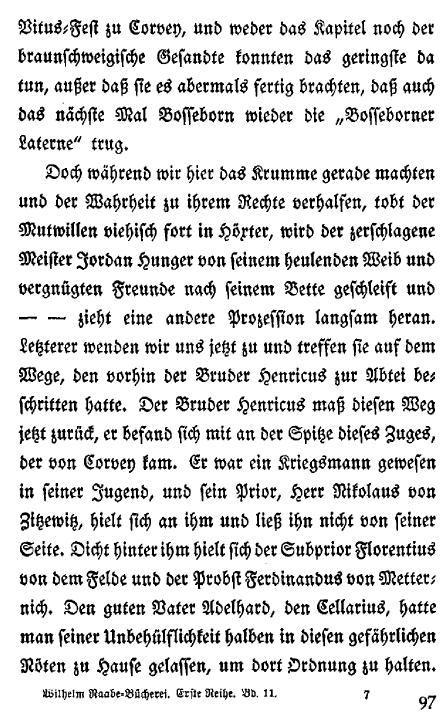 Vitus-Fest zu Corvey, und weder das Kapitel noch der
braunschweigische Gesandte konnten das geringste da
tun, außer daß sie es abermals fertig brachten, daß auch
das nächste Mal Bosseborn wieder die „Bosseborner
Laterne“ trug.
Doch während wir hier das Krumme gerade machten
und der Wahrheit zu ihrem Rechte verhalfen, tobt der
Mutwillen viehisch fort in Höxter, wird der zerschlagene
Meister Jordan Hunger von seinem heulenden Weib und
vergnügten Freunde nach seinem Bette geschleift und
— — zieht eine andere Prozession langsam heran.
Letzterer wenden wir uns jetzt zu und treffen sie auf dem
Wege, den vorhin der Bruder Henricus zur Abtei be-
schritten hatte. Der Bruder Henricus maß diesen Weg
jetzt zurück, er befand sich mit an der Spitze dieses Zuges,
der von Corvey kam. Er war ein Kriegsmann gewesen
in seiner Jugend, und sein Prior, Herr Nikolaus von
Zitzewitz, hielt sich an ihm und ließ ihn nicht von seiner
Seite. Dicht hinter ihm hielt sich der Subprior Florentius
von dem Felde und der Probst Ferdinandus von Metter-
nich. Den guten Vater Adelhard, den Cellarius, hatte
man seiner Unbehülflichkeit halben in diesen gefährlichen
Nöten zu Hause gelassen, um dort Ordnung zu halten.
Wilhelm Raabe-Bücherei. Erste Reihe. Bd. 11. 7
97